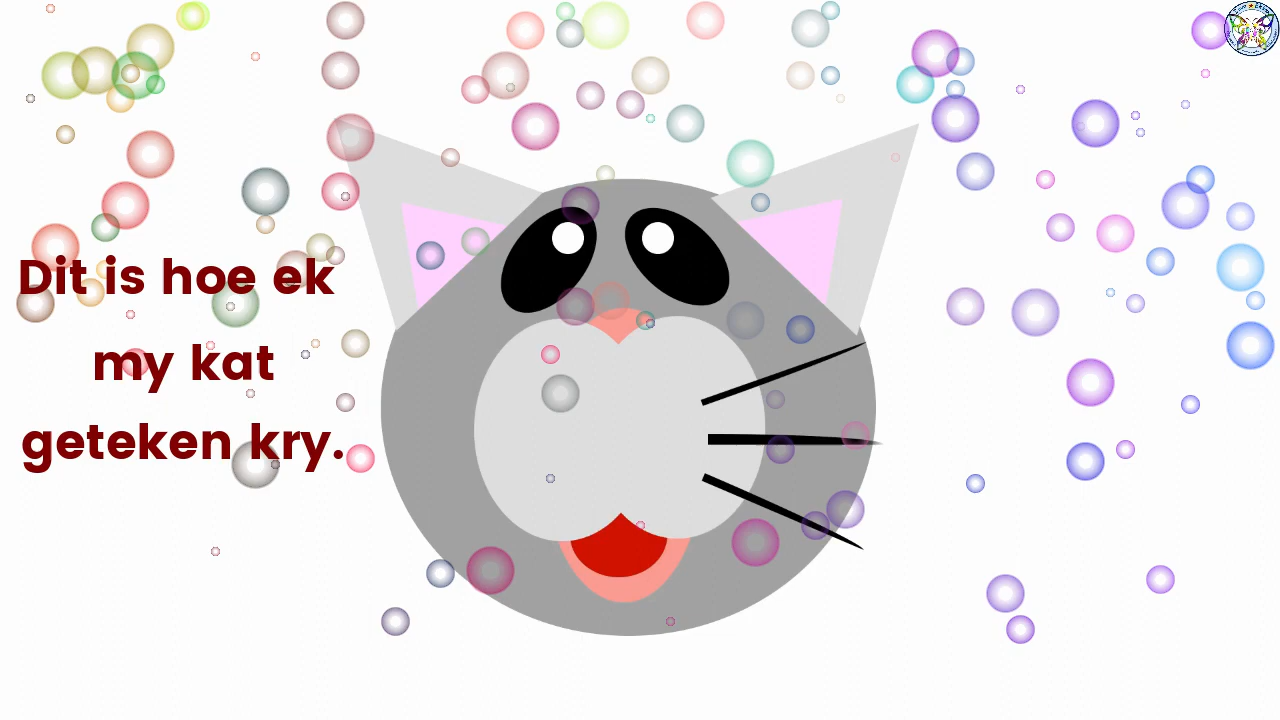 Dit is hoe ek
my kat
geteken kry.